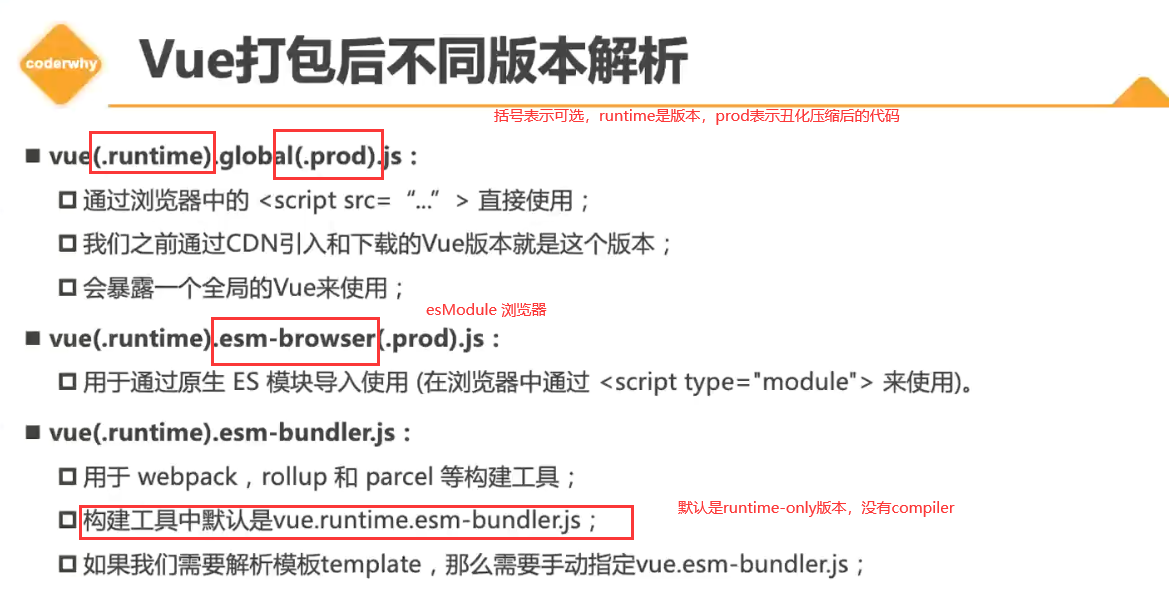 coderwhy
Vue打包后不同版本解析
括号表示可选，runtime是版本，prod表示丑化压缩后的代码
vue(.runtime).global(.prod).js：
通过浏览器中的 <script src=“...”> 直接使用；
我们之前通过CDN引入和下载的Vue版本就是这个版本；
会暴露一个全局的Vue来使用；
esModule 浏览器
vue(.runtime).esm-browser(.prod).js：
用于通过原生 ES 模块导入使用 (在浏览器中通过 <script type="module"> 来使用)。
vue(.runtime).esm-bundler.js：
用于 webpack，rollup 和 parcel 等构建工具；
构建工具中默认是vue.runtime.esm-bundler.js；
默认是runtime-only版本，没有compiler
如果我们需要解析模板template，那么需要手动指定vue.esm-bundler.js；